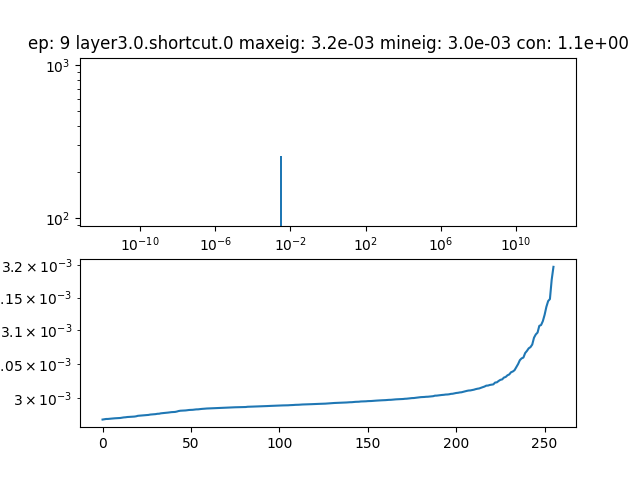 ep: 9 layer3.0.shortcut.0 maxeig: 3.2e-03 mineig: 3.0e-03 con: 1.1e+00
10³
10²
10⁻¹⁰ 10⁻⁶ 10⁻² 10² 10⁶ 10¹⁰
3.2 × 10⁻³
.15 × 10⁻³
3.1 × 10⁻³
.05 × 10⁻³
3 × 10⁻³
0 50 100 150 200 250